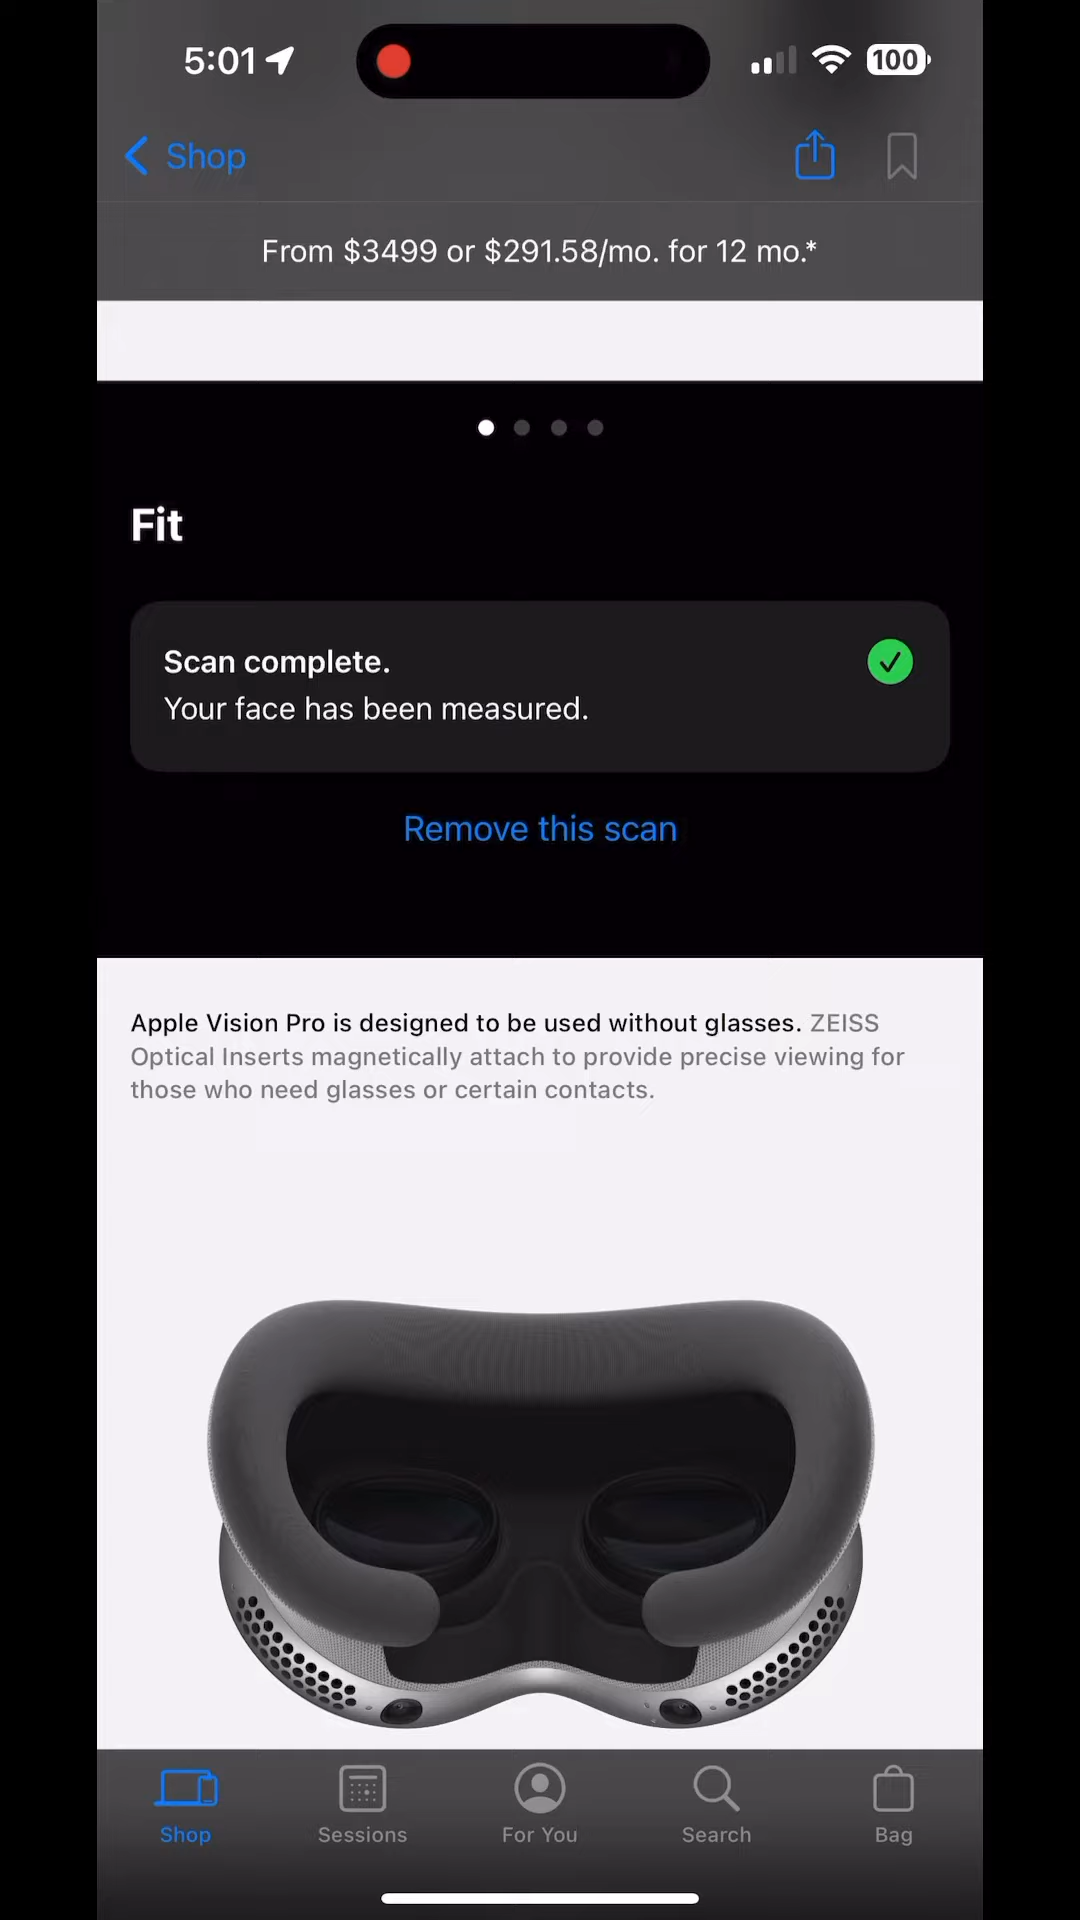 5:01
100
Shop
From $3499 or $291.58/mo. for 12 mo.*
Fit
Scan complete.
Your face has been measured.
Remove this scan
Apple Vision Pro is designed to be used without glasses. ZEISS
Optical Inserts magnetically attach to provide precise viewing for
those who need glasses or certain contacts.
Shop
Sessions
For You
Search
Bag